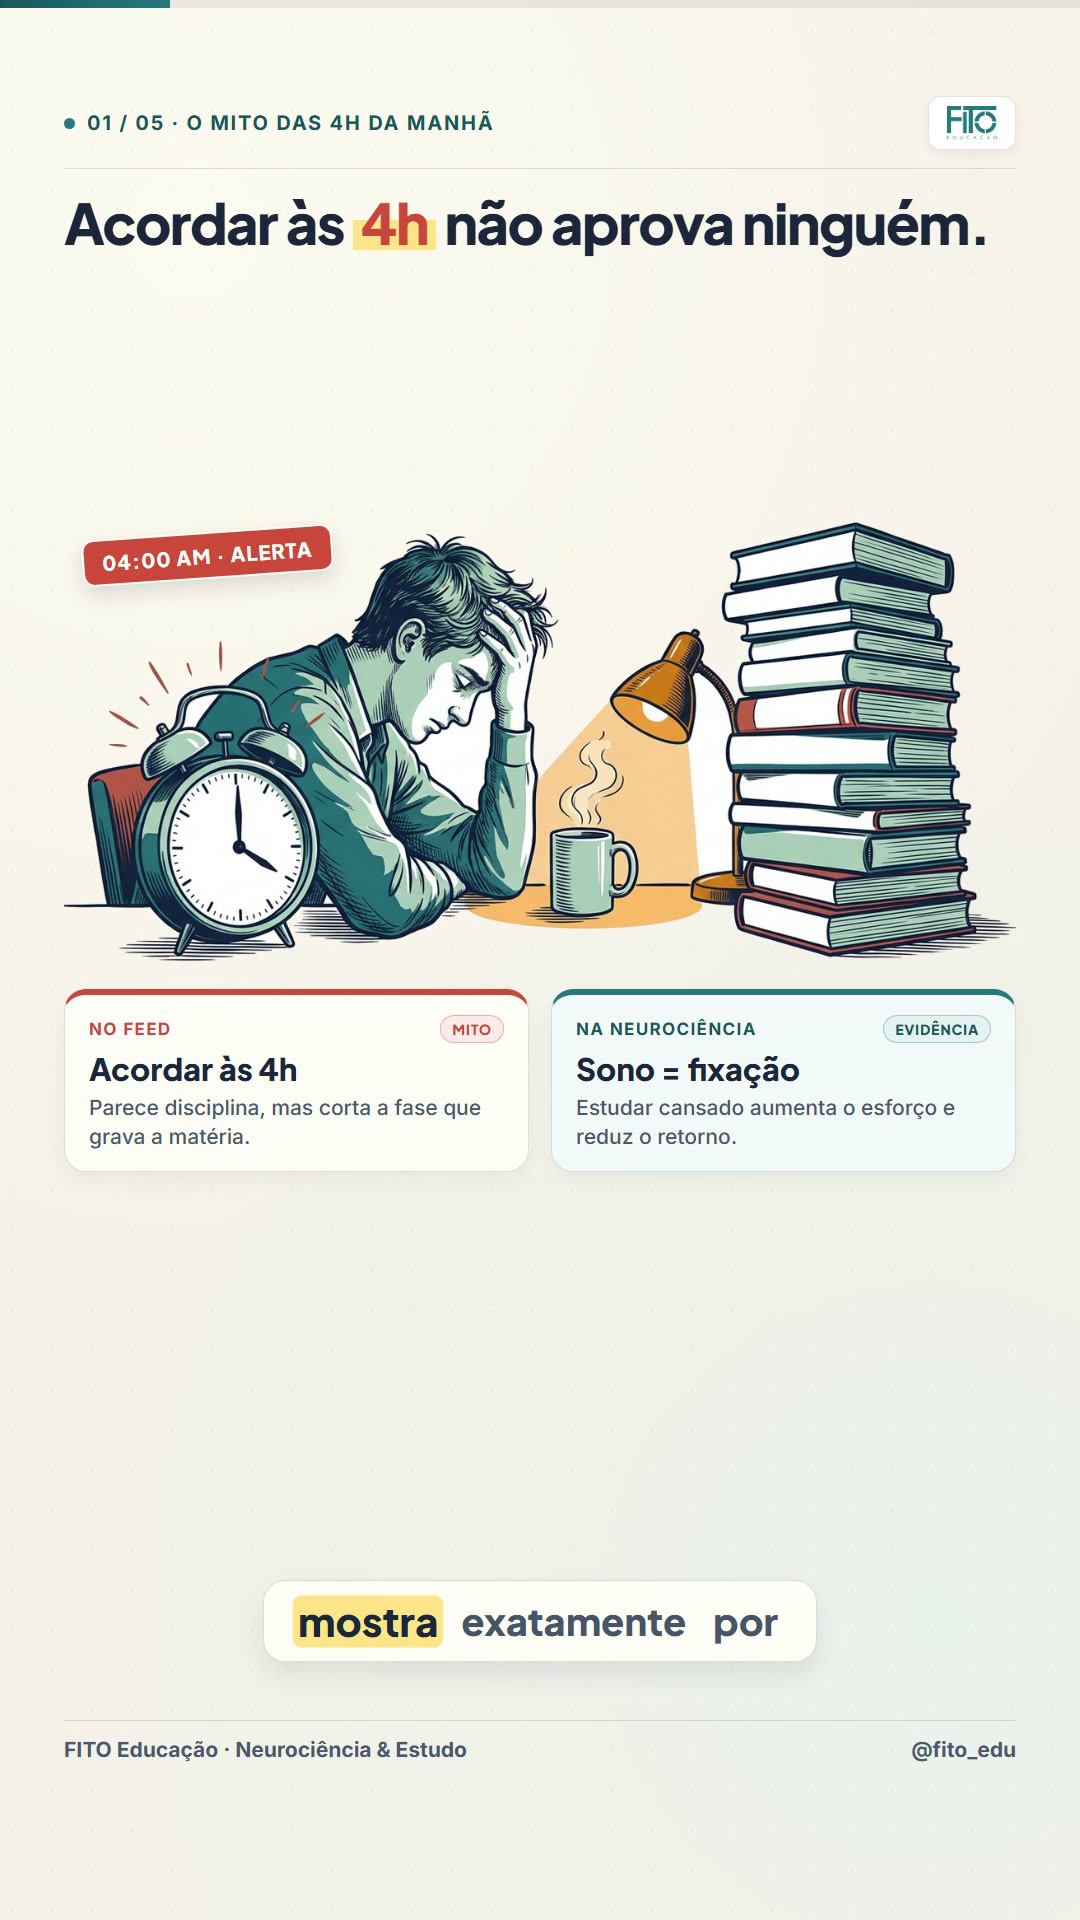 01 / 05 · O MITO DAS 4H DA MANHÃ
FITO
EDUCAÇÃO
Acordar às 4h não aprova ninguém.
04:00 AM · ALERTA
NO FEED
MITO
Acordar às 4h
Parece disciplina, mas corta a fase que
grava a matéria.
NA NEUROCIÊNCIA
EVIDÊNCIA
Sono = fixação
Estudar cansado aumenta o esforço e
reduz o retorno.
mostra exatamente por
FITO Educação · Neurociência & Estudo
@fito_edu